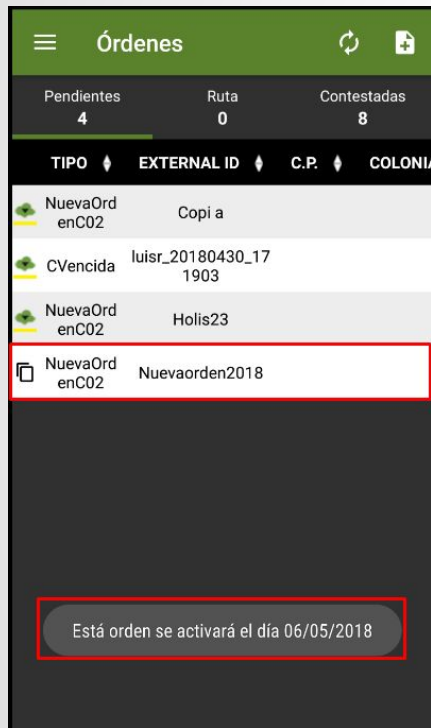 Órdenes
Pendientes Ruta Contestadas
4 0 8
TIPO EXTERNAL ID C.P. COLONIA
NuevaOrd
enC02
Copi a
CVencida
luisr_20180430_17
1903
NuevaOrd
enC02
Holis23
NuevaOrd
enC02
Nuevaorden2018
Está orden se activará el día 06/05/2018